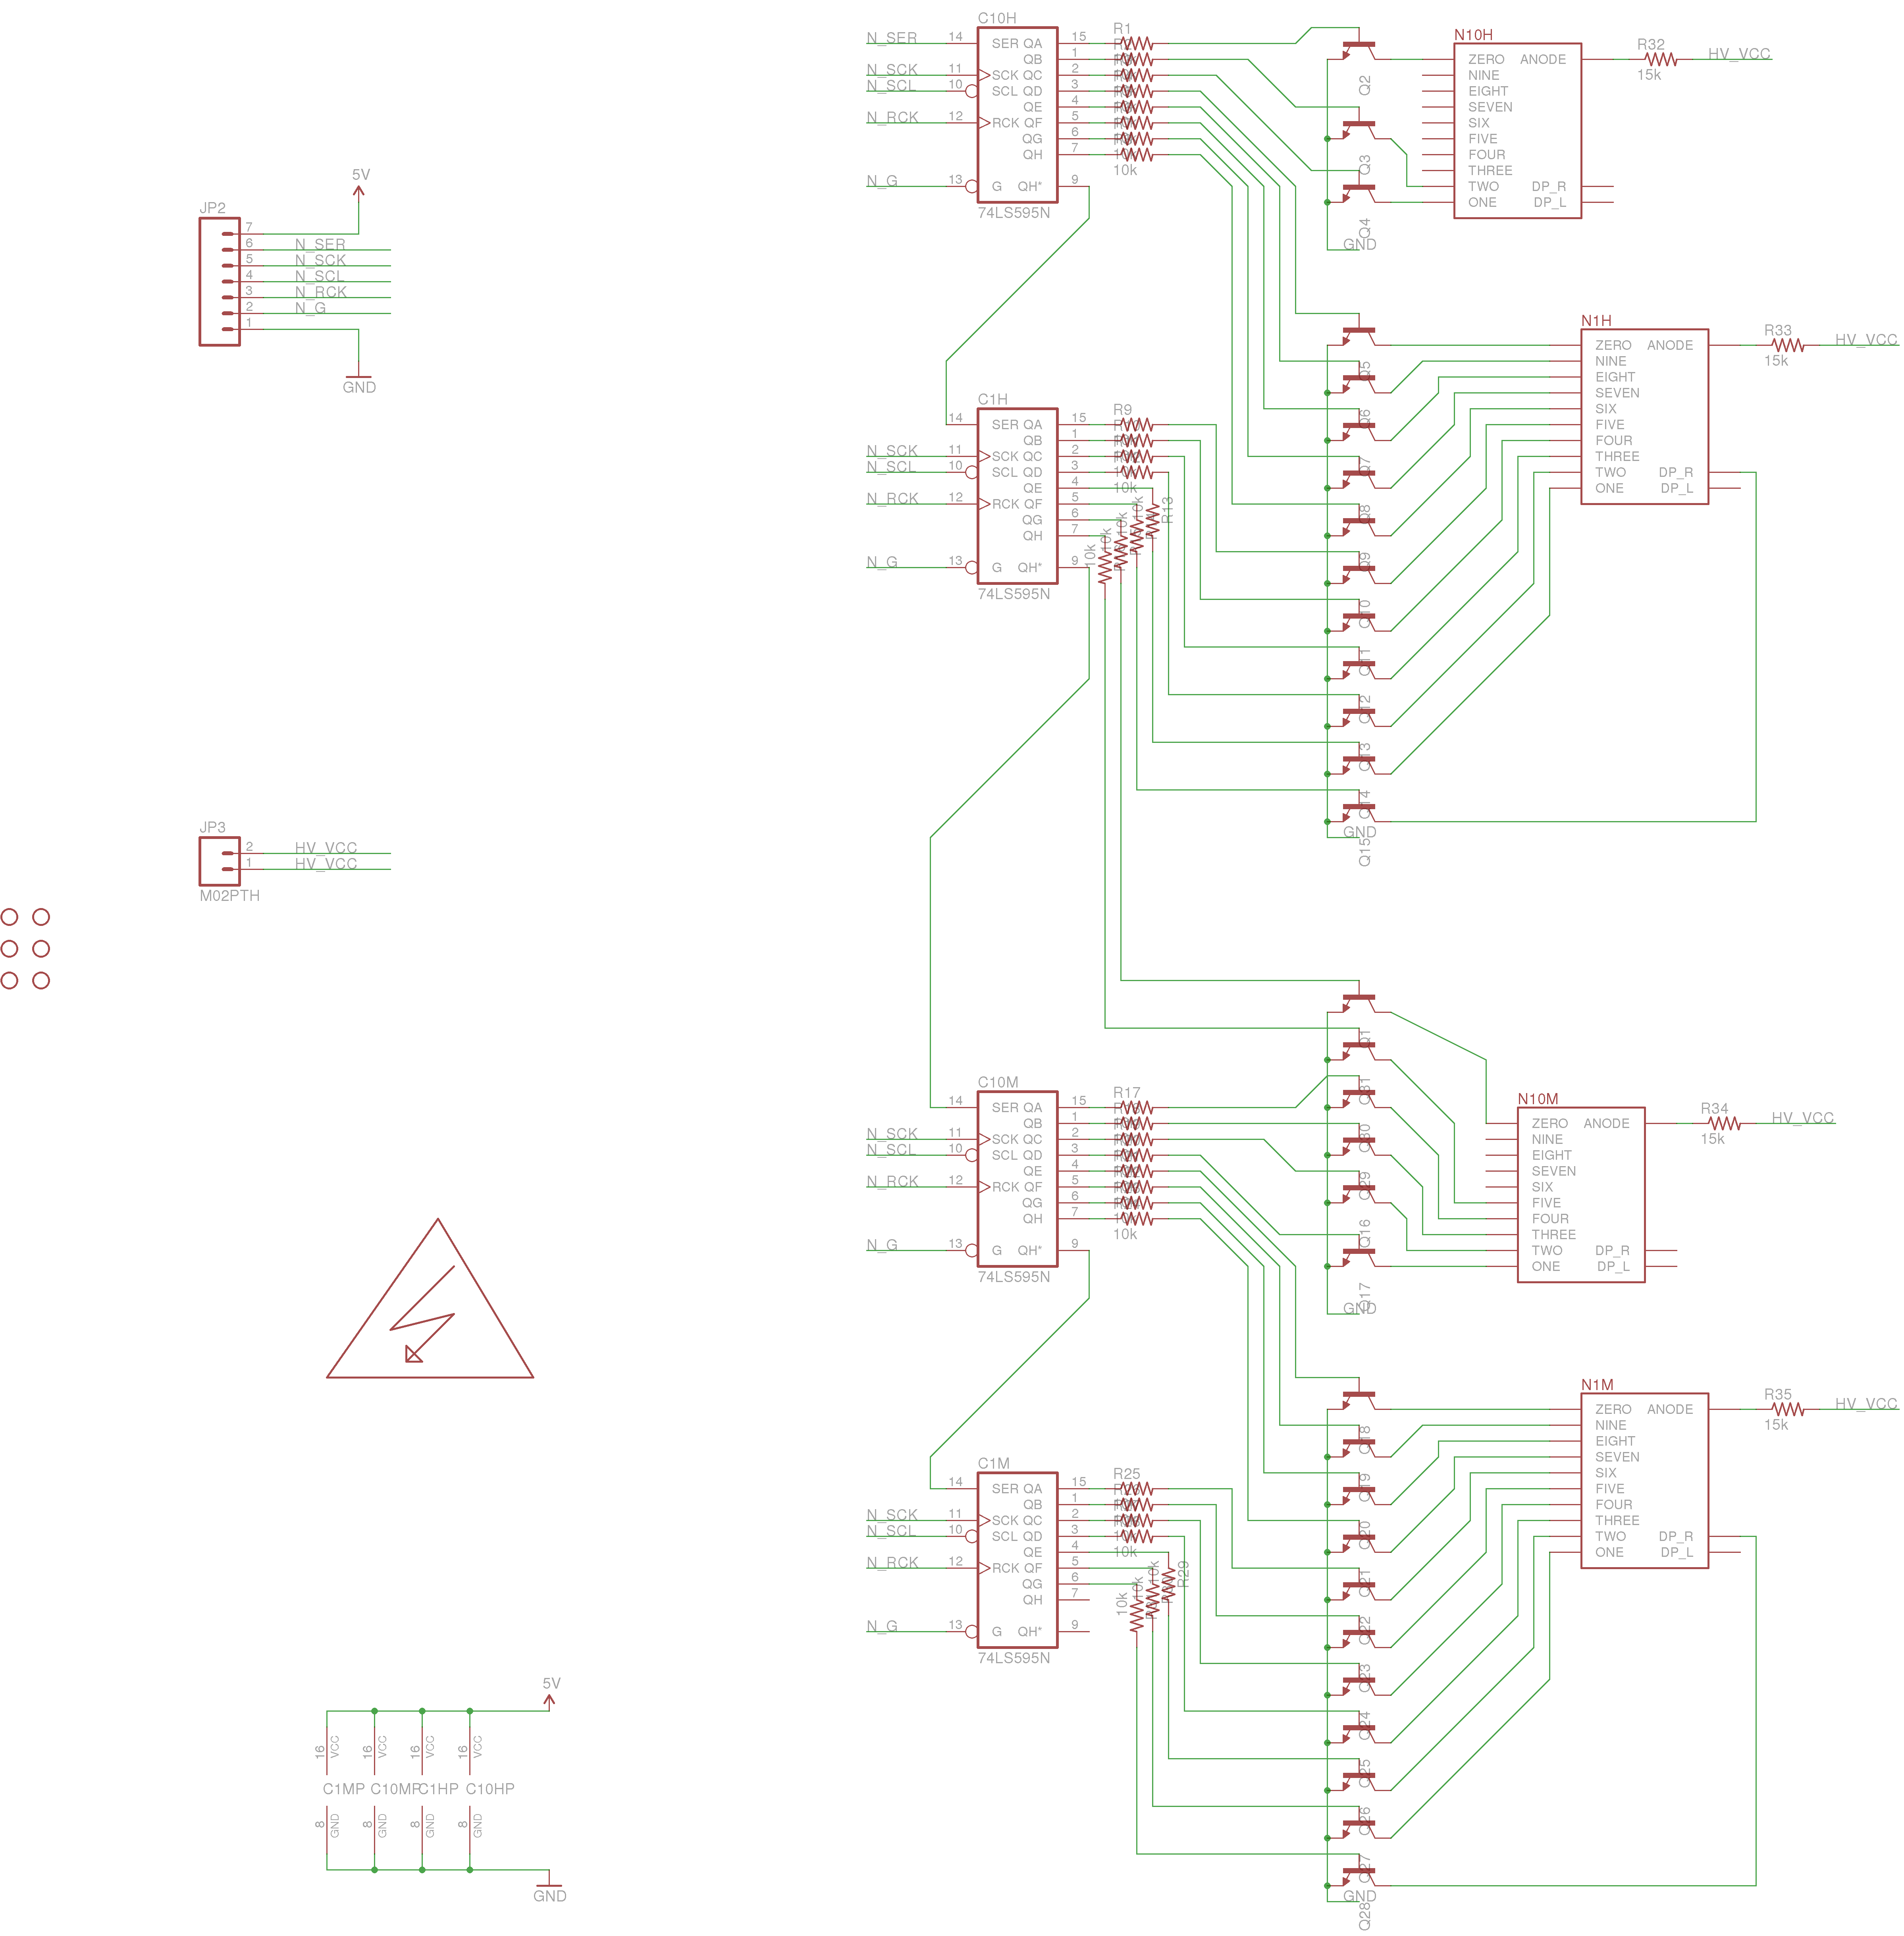 C10H
N_SER 14 SER QA 15 R1
QB 1
N_SCK 11 SCK QC 2
N_SCL 10 SCL QD 3
QE 4
N_RCK 12 RCK QF 5
QG 6
QH 7
10k
N_G 13 G QH* 9
74LS595N
Q2
Q3
Q4
GND
N10H
ZERO ANODE
NINE
EIGHT
SEVEN
SIX
FIVE
FOUR
THREE
TWO DP_R
ONE DP_L
R32
15k
HV_VCC
5V
JP2
7
6 N_SER
5 N_SCK
4 N_SCL
3 N_RCK
2 N_G
1
GND
C1H
14 SER QA 15 R9
QB 1
N_SCK 11 SCK QC 2
N_SCL 10 SCL QD 3
10k
QE 4
N_RCK 12 RCK QF 5
QG 6
QH 7
R13
10k
10k
10k
10k
N_G 13 G QH* 9
74LS595N
Q5
Q6
Q7
Q8
Q9
Q10
Q11
Q12
Q13
Q14
GND
Q15
N1H
ZERO ANODE
NINE
EIGHT
SEVEN
SIX
FIVE
FOUR
THREE
TWO DP_R
ONE DP_L
R33
15k
HV_VCC
JP3
2 HV_VCC
1 HV_VCC
M02PTH
C10M
14 SER QA 15 R17
QB 1
N_SCK 11 SCK QC 2
N_SCL 10 SCL QD 3
QE 4
N_RCK 12 RCK QF 5
QG 6
QH 7
10k
N_G 13 G QH* 9
74LS595N
Q1
Q31
Q30
Q29
Q16
Q17
GND
N10M
ZERO ANODE
NINE
EIGHT
SEVEN
SIX
FIVE
FOUR
THREE
TWO DP_R
ONE DP_L
R34
15k
HV_VCC
C1M
14 SER QA 15 R25
QB 1
N_SCK 11 SCK QC 2
N_SCL 10 SCL QD 3
10k
QE 4
N_RCK 12 RCK QF 5
QG 6
QH 7
R29
10k
10k
10k
N_G 13 G QH* 9
74LS595N
Q18
Q19
Q20
Q21
Q22
Q23
Q24
Q25
Q26
Q27
GND
Q28
N1M
ZERO ANODE
NINE
EIGHT
SEVEN
SIX
FIVE
FOUR
THREE
TWO DP_R
ONE DP_L
R35
15k
HV_VCC
5V
16 VCC 16 VCC 16 VCC 16 VCC
C1MP C10MP C1HP C10HP
8 GND 8 GND 8 GND 8 GND
GND